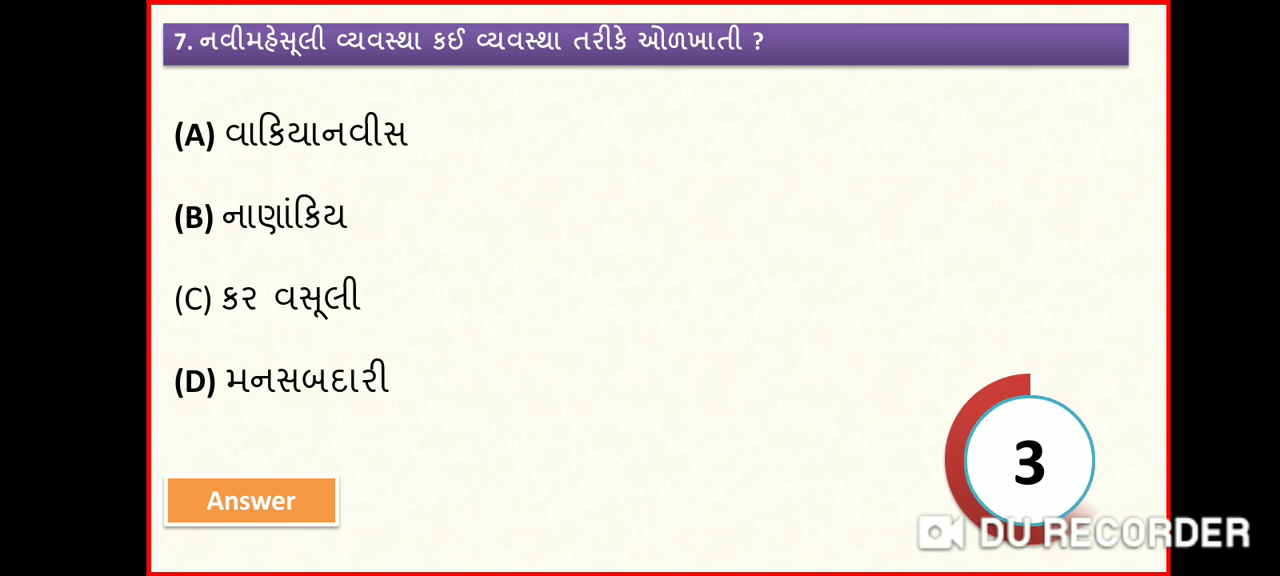 7. નવીમહેસૂલી વ્યવસ્થા કઈ વ્યવસ્થા તરીકે ઓળખાતી ?
(A) વાકિયાનવીસ
(B) નાણાંકિય
(C) કર વસૂલી
(D) મનસબદારી
3
Answer
DU RECORDER